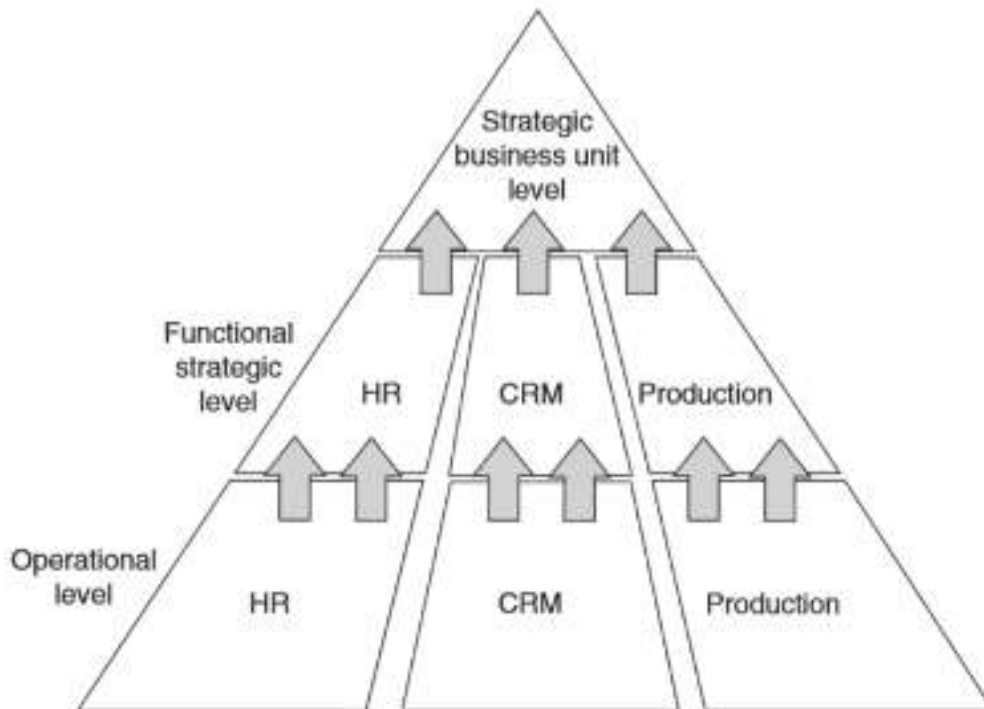 Strategic
business unit
level
Functional
strategic
level
HR
CRM
Production
Operational
level
HR
CRM
Production